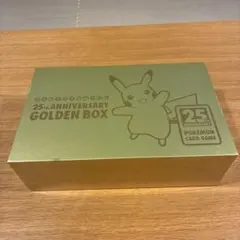 25th ANNIVERSARY
GOLDEN BOX
25
POKÉMON
CARD GAME